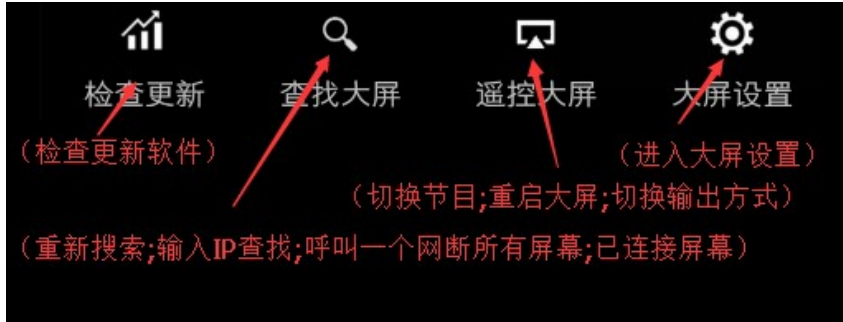 检查更新 查找大屏 遥控大屏 大屏设置
（检查更新软件） （进入大屏设置）
（切换节目;重启大屏;切换输出方式）
（重新搜索;输入IP查找;呼叫一个网断所有屏幕;已连接屏幕）